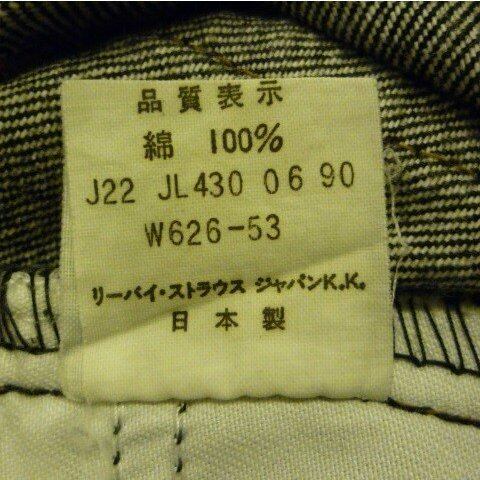 品質表示
綿 100%
J22 JL430 06 90
W626-53
リーバイ・ストラウス ジャパンK.K.
日本製